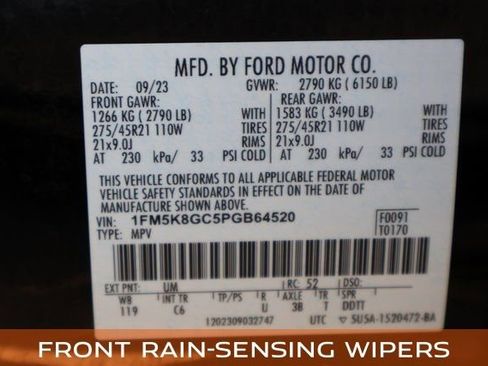 MFD. BY FORD MOTOR CO.
DATE: 09/23 GVWR: 2790 KG ( 6150 LB)
FRONT GAWR: REAR GAWR:
1266 KG ( 2790 LB) WITH 1583 KG ( 3490 LB) WITH
275/45R21 110W TIRES 275/45R21 110W TIRES
21x9.0J RIMS 21x9.0J RIMS
AT 230 kPa/ 33 PSI COLD AT 230 kPa/ 33 PSI COLD
THIS VEHICLE CONFORMS TO ALL APPLICABLE FEDERAL MOTOR
VEHICLE SAFETY STANDARDS IN EFFECT ON THE DATE OF
MANUFACTURE SHOWN ABOVE.
VIN: 1FM5K8GC5PGB64520 F0091
TYPE: MPV T0170
EXT PNT: UM RC: 52 DSO:
WB INT TR TP/PS R AXLE TR SPR
119 C6 U 3B T DDTT
1202309032747 UTC 5U5A-1520472-BA
FRONT RAIN-SENSING WIPERS